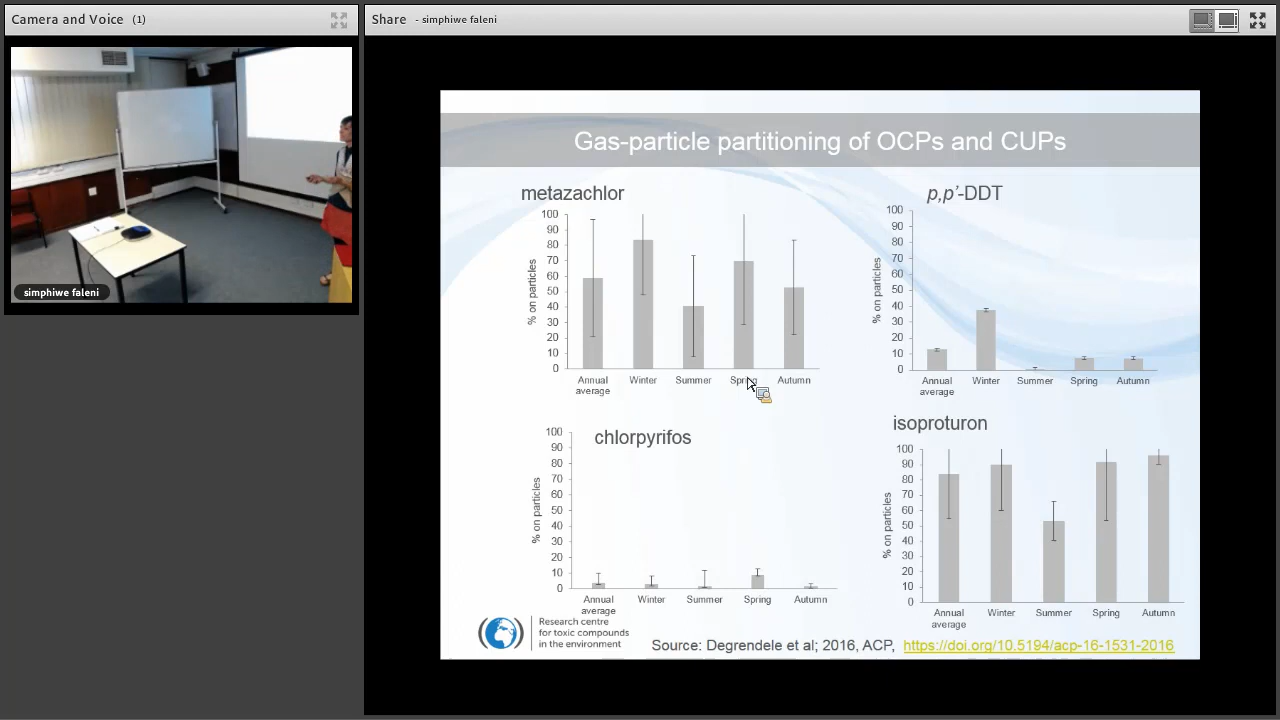 Camera and Voice (1)
Share - simphiwe faleni
simphiwe faleni
Gas-particle partitioning of OCPs and CUPs
metazachlor
% on particles
100
90
80
70
60
50
40
30
20
10
0
Annual average
Winter
Summer
Spring
Autumn
p,p'-DDT
% on particles
100
90
80
70
60
50
40
30
20
10
0
Annual average
Winter
Summer
Spring
Autumn
chlorpyrifos
% on particles
100
90
80
70
60
50
40
30
20
10
0
Annual average
Winter
Summer
Spring
Autumn
isoproturon
% on particles
100
90
80
70
60
50
40
30
20
10
0
Annual average
Winter
Summer
Spring
Autumn
Research centre
for toxic compounds
in the environment
Source: Degrendele et al; 2016, ACP, https://doi.org/10.5194/acp-16-1531-2016